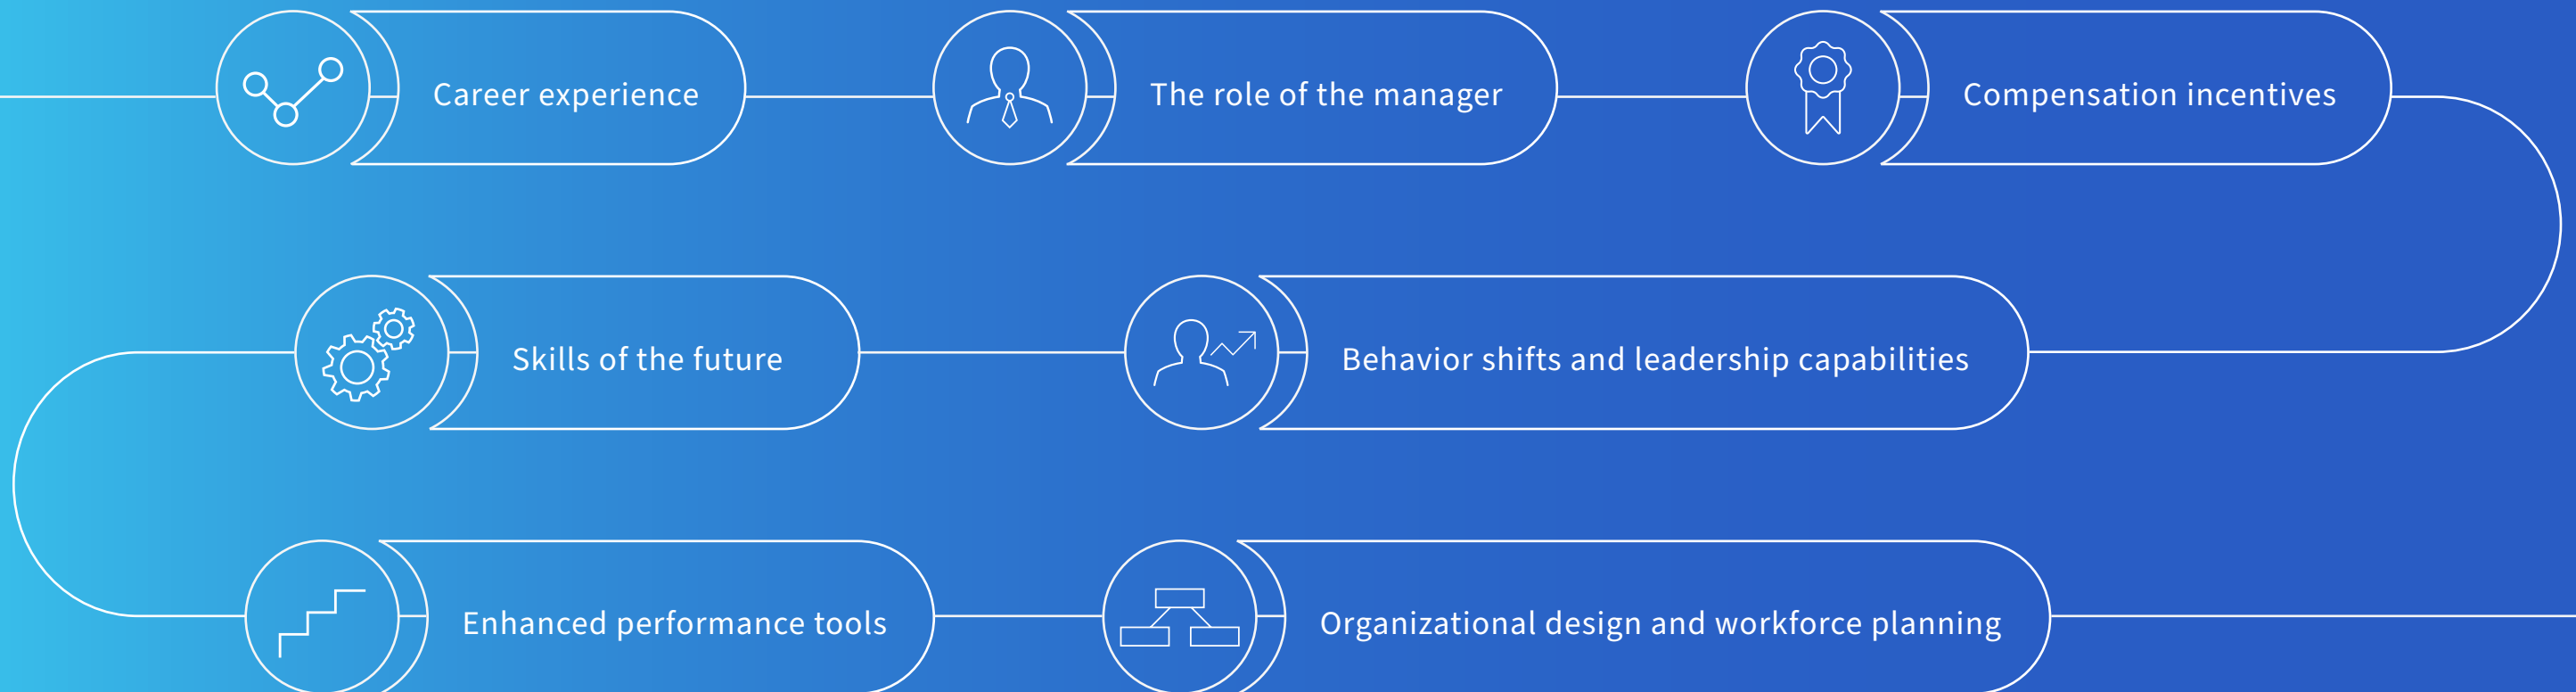 Career experience
The role of the manager
Compensation incentives
Skills of the future
Behavior shifts and leadership capabilities
Enhanced performance tools
Organizational design and workforce planning